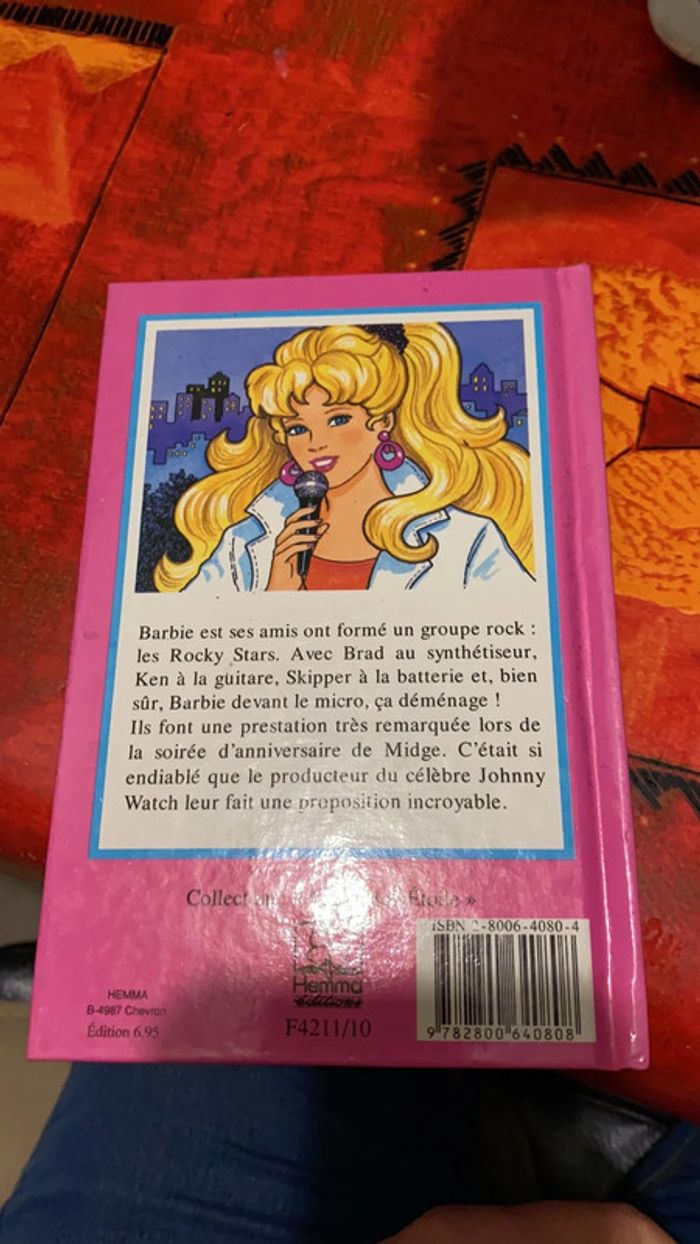 Barbie est ses amis ont formé un groupe rock :
les Rocky Stars. Avec Brad au synthétiseur,
Ken à la guitare, Skipper à la batterie et, bien
sûr, Barbie devant le micro, ça déménage !
Ils font une prestation très remarquée lors de
la soirée d'anniversaire de Midge. C'était si
endiablé que le producteur du célèbre Johnny
Watch leur fait une proposition incroyable.
Étoile »
ISBN 2-8006-4080-4
Hemma
éditions
HEMMA
B-4987 Chevron
Édition 6.95
F4211/10
9 782800 640808